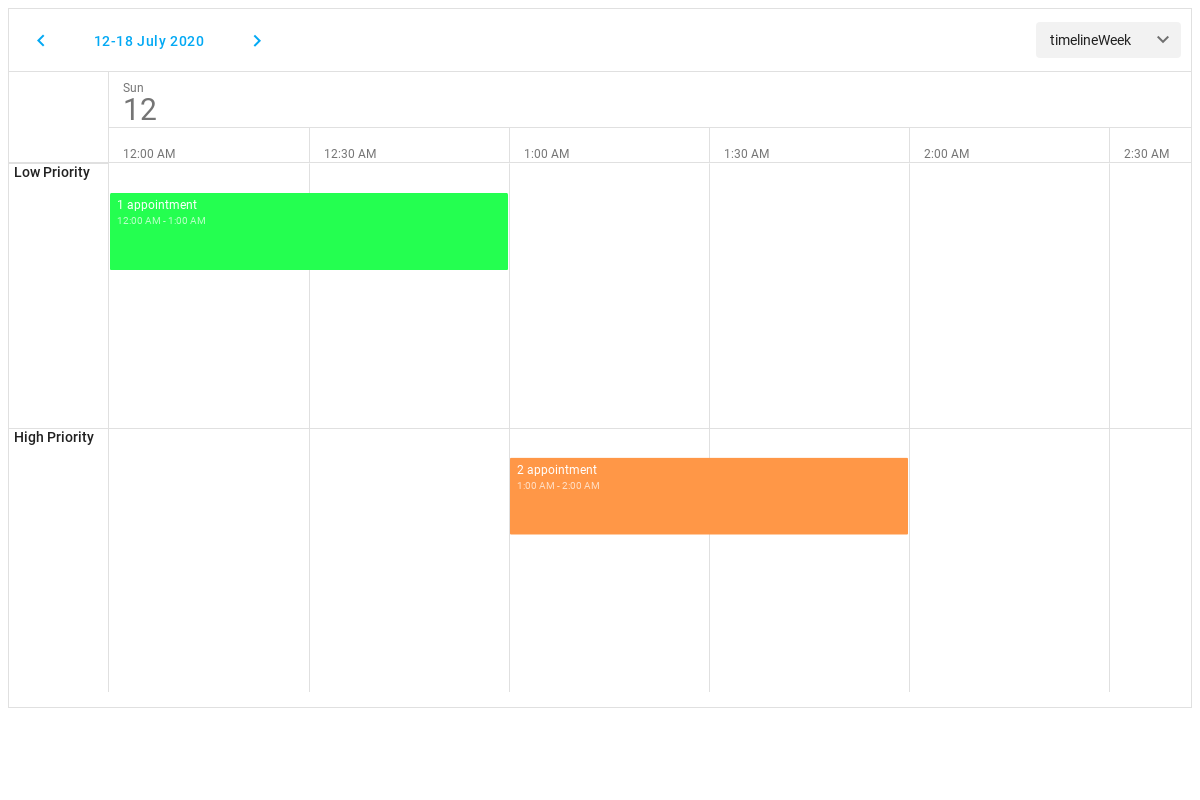 12-18 July 2020
timelineWeek
Sun
12
12:00 AM
12:30 AM
1:00 AM
1:30 AM
2:00 AM
2:30 AM
Low Priority
1 appointment
12:00 AM - 1:00 AM
High Priority
2 appointment
1:00 AM - 2:00 AM